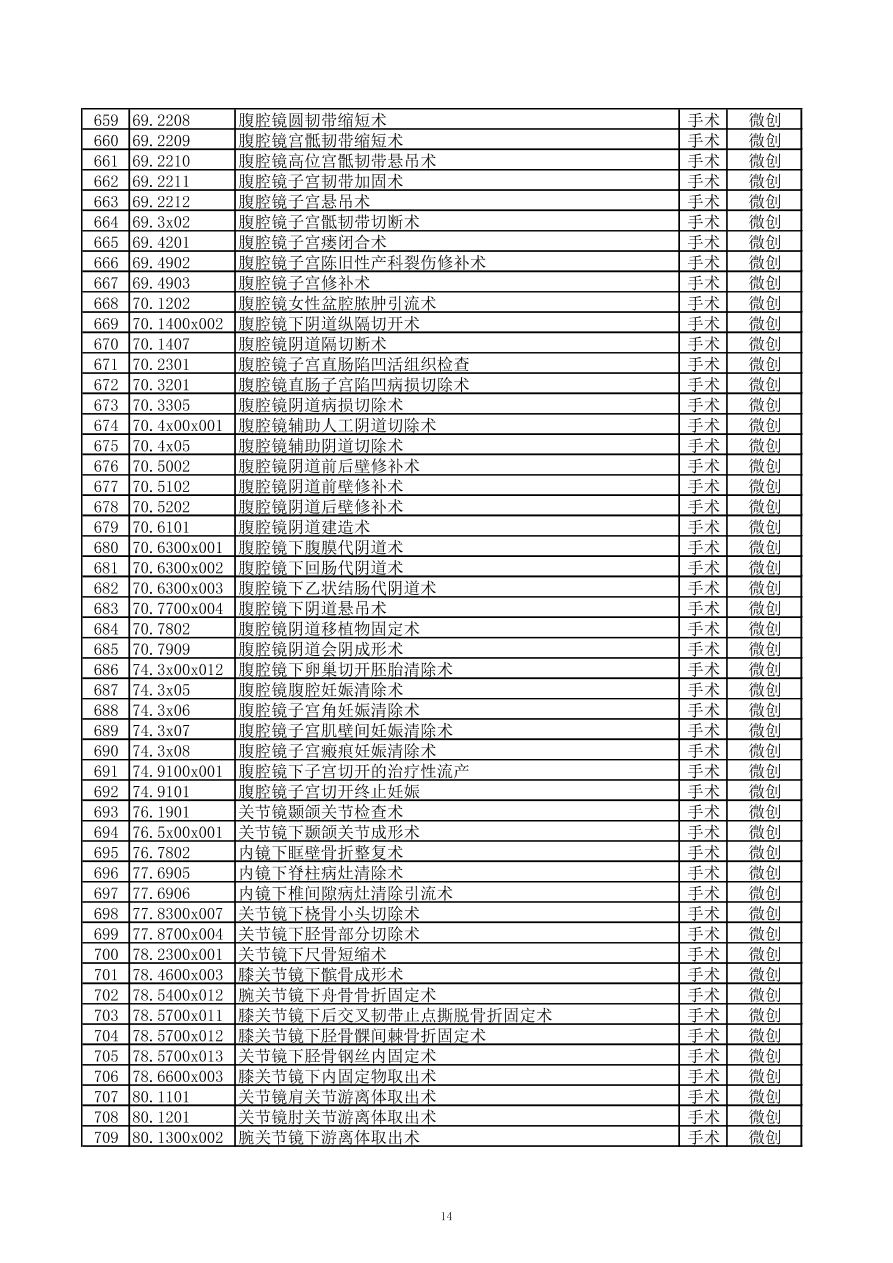 659 69.2208 腹腔镜圆韧带缩短术 手术 微创
660 69.2209 腹腔镜宫骶韧带缩短术 手术 微创
661 69.2210 腹腔镜高位宫骶韧带悬吊术 手术 微创
662 69.2211 腹腔镜子宫韧带加固术 手术 微创
663 69.2212 腹腔镜子宫悬吊术 手术 微创
664 69.3x02 腹腔镜子宫骶韧带切断术 手术 微创
665 69.4201 腹腔镜子宫瘘闭合术 手术 微创
666 69.4902 腹腔镜子宫陈旧性产科裂伤修补术 手术 微创
667 69.4903 腹腔镜子宫修补术 手术 微创
668 70.1202 腹腔镜女性盆腔脓肿引流术 手术 微创
669 70.1400x002 腹腔镜下阴道纵隔切开术 手术 微创
670 70.1407 腹腔镜阴道隔切断术 手术 微创
671 70.2301 腹腔镜子宫直肠陷凹活组织检查 手术 微创
672 70.3201 腹腔镜直肠子宫陷凹病损切除术 手术 微创
673 70.3305 腹腔镜阴道病损切除术 手术 微创
674 70.4x00x001 腹腔镜辅助人工阴道切除术 手术 微创
675 70.4x05 腹腔镜辅助阴道切除术 手术 微创
676 70.5002 腹腔镜阴道前后壁修补术 手术 微创
677 70.5102 腹腔镜阴道前壁修补术 手术 微创
678 70.5202 腹腔镜阴道后壁修补术 手术 微创
679 70.6101 腹腔镜阴道建造术 手术 微创
680 70.6300x001 腹腔镜下腹膜代阴道术 手术 微创
681 70.6300x002 腹腔镜下回肠代阴道术 手术 微创
682 70.6300x003 腹腔镜下乙状结肠代阴道术 手术 微创
683 70.7700x004 腹腔镜下阴道悬吊术 手术 微创
684 70.7802 腹腔镜阴道移植物固定术 手术 微创
685 70.7909 腹腔镜阴道会阴成形术 手术 微创
686 74.3x00x012 腹腔镜下卵巢切开胚胎清除术 手术 微创
687 74.3x05 腹腔镜腹腔妊娠清除术 手术 微创
688 74.3x06 腹腔镜子宫角妊娠清除术 手术 微创
689 74.3x07 腹腔镜子宫肌壁间妊娠清除术 手术 微创
690 74.3x08 腹腔镜子宫瘢痕妊娠清除术 手术 微创
691 74.9100x001 腹腔镜下子宫切开的治疗性流产 手术 微创
692 74.9101 腹腔镜子宫切开终止妊娠 手术 微创
693 76.1901 关节镜颞颌关节检查术 手术 微创
694 76.5x00x001 关节镜下颞颌关节成形术 手术 微创
695 76.7802 内镜下眶壁骨折整复术 手术 微创
696 77.6905 内镜下脊柱病灶清除术 手术 微创
697 77.6906 内镜下椎间隙病灶清除引流术 手术 微创
698 77.8300x007 关节镜下桡骨小头切除术 手术 微创
699 77.8700x004 关节镜下胫骨部分切除术 手术 微创
700 78.2300x001 关节镜下尺骨短缩术 手术 微创
701 78.4600x003 膝关节镜下髌骨成形术 手术 微创
702 78.5400x012 腕关节镜下舟骨骨折固定术 手术 微创
703 78.5700x011 膝关节镜下后交叉韧带止点撕脱骨折固定术 手术 微创
704 78.5700x012 膝关节镜下胫骨髁间棘骨折固定术 手术 微创
705 78.5700x013 关节镜下胫骨钢丝内固定术 手术 微创
706 78.6600x003 膝关节镜下内固定物取出术 手术 微创
707 80.1101 关节镜肩关节游离体取出术 手术 微创
708 80.1201 关节镜肘关节游离体取出术 手术 微创
709 80.1300x002 腕关节镜下游离体取出术 手术 微创
14